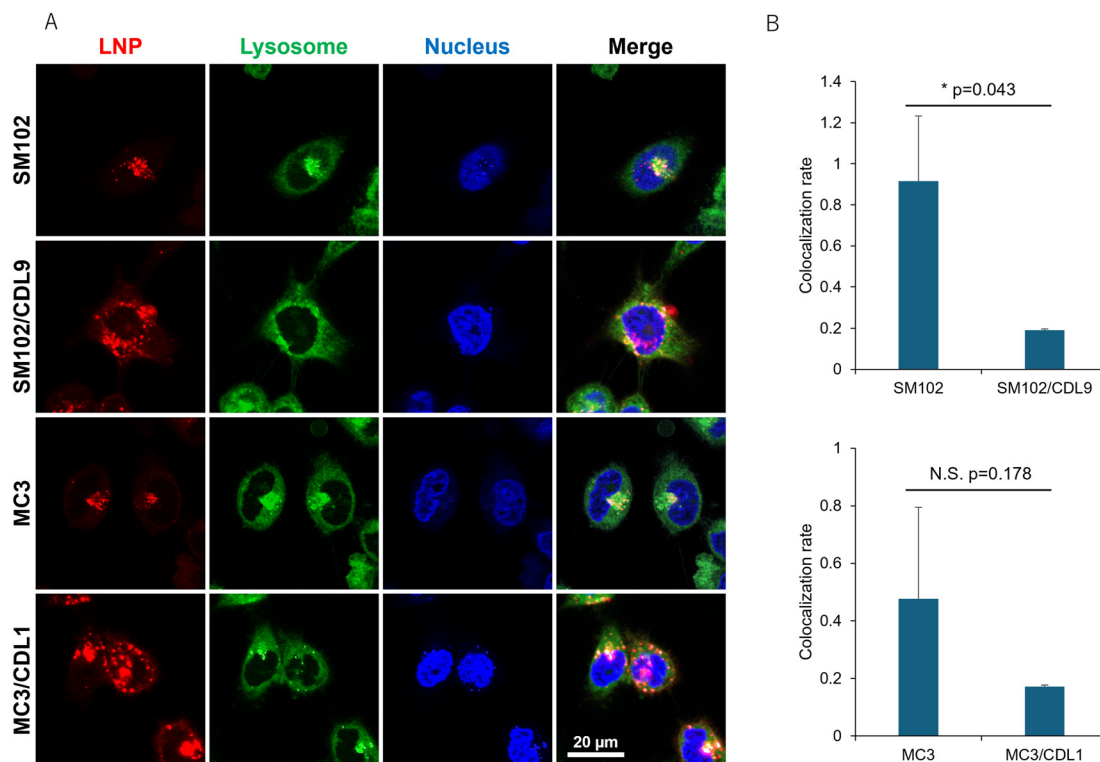 A
LNP
Lysosome
Nucleus
Merge
SM102
SM102/CDL9
MC3
MC3/CDL1
20 µm
B
Colocalization rate
1.4
1.2
1
0.8
0.6
0.4
0.2
0
* p=0.043
SM102
SM102/CDL9
Colocalization rate
1
0.8
0.6
0.4
0.2
0
N.S. p=0.178
MC3
MC3/CDL1